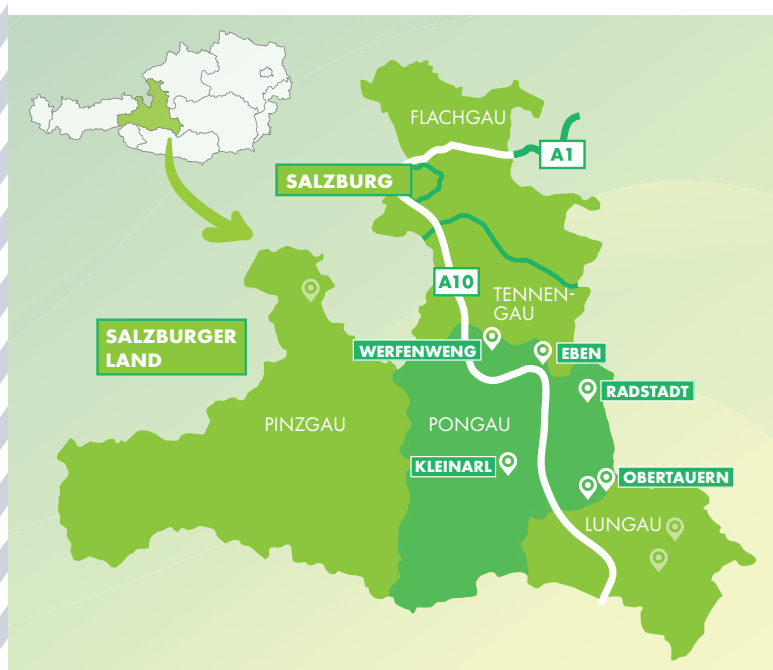 FLACHGAU
A1
SALZBURG
A10
TENNEN-
GAU
SALZBURGER
LAND
WERFENWENG
EBEN
RADSTADT
PINZGAU
PONGAU
KLEINARL
OBERTAUERN
LUNGAU